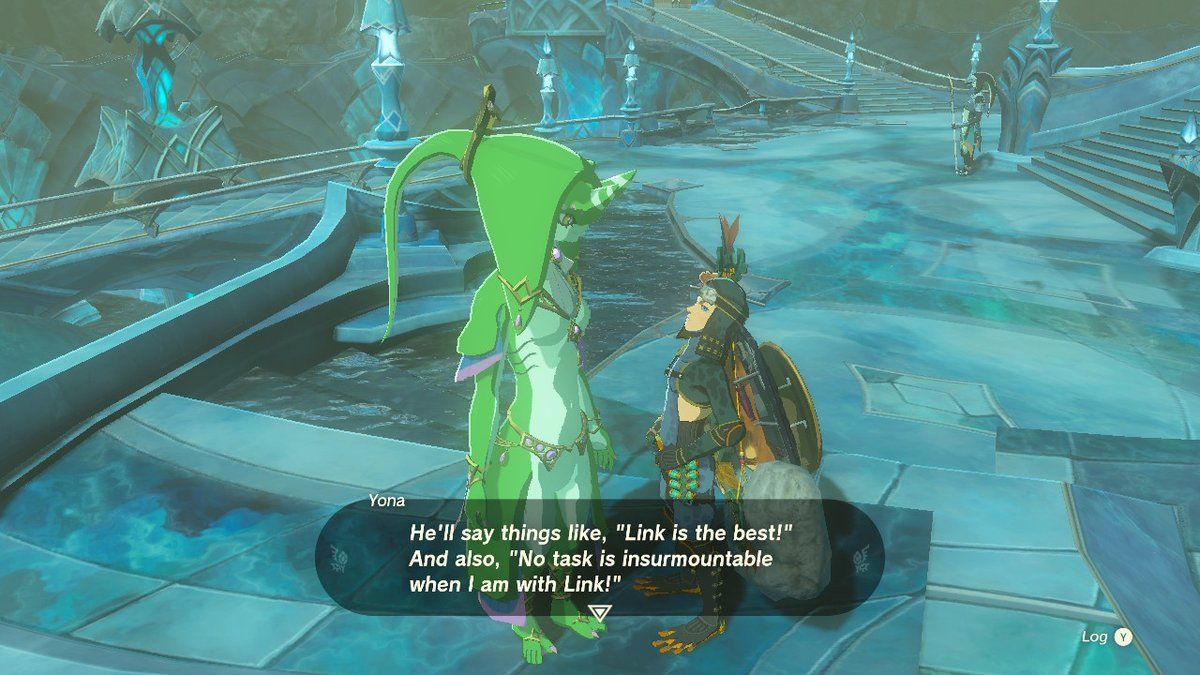 Yona
He'll say things like, "Link is the best!"
And also, "No task is insurmountable
when I am with Link!"
Log Y